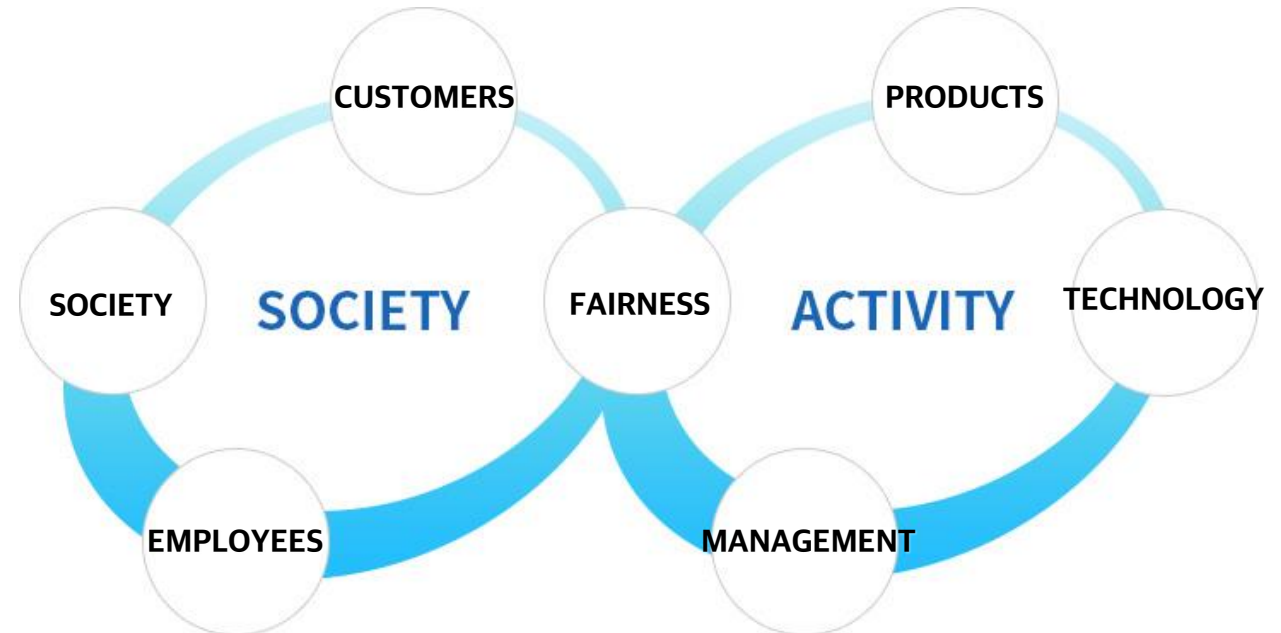 CUSTOMERS
PRODUCTS
SOCIETY
SOCIETY
FAIRNESS
ACTIVITY
TECHNOLOGY
EMPLOYEES
MANAGEMENT